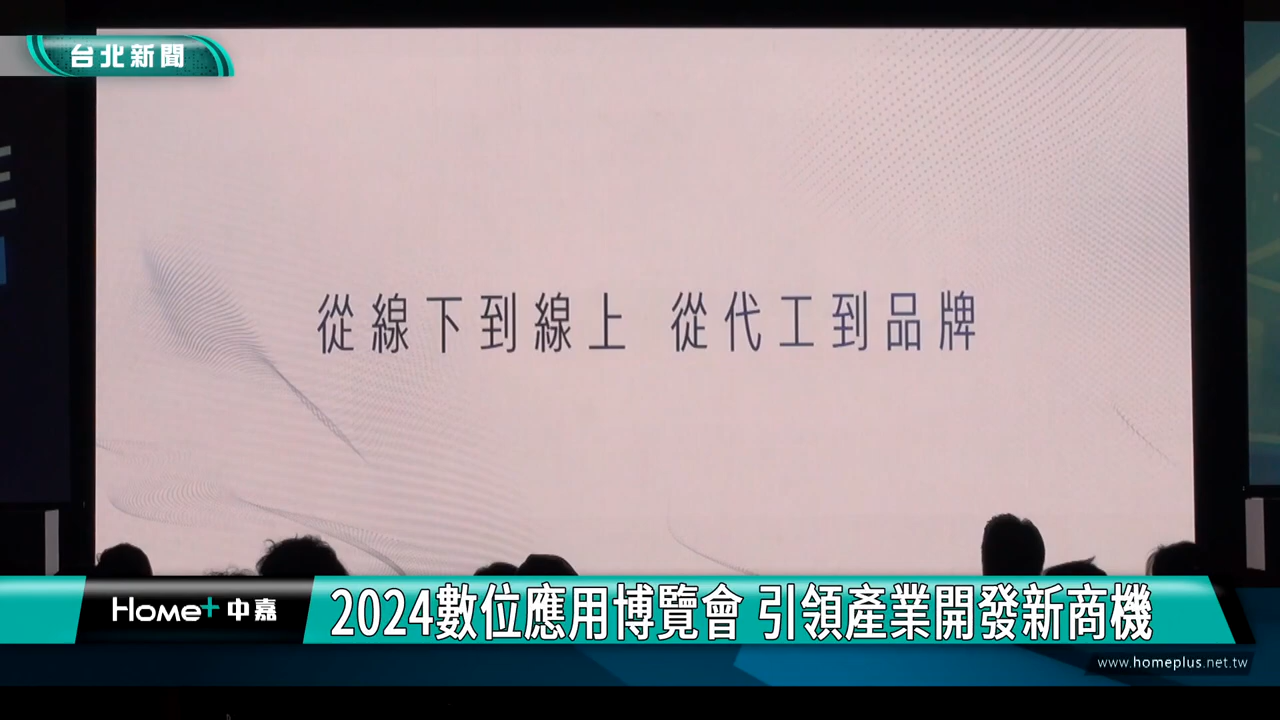 台北新聞
從線下到線上 從代工到品牌
Home+中嘉
2024數位應用博覽會 引領產業開發新商機
www.homeplus.net.tw